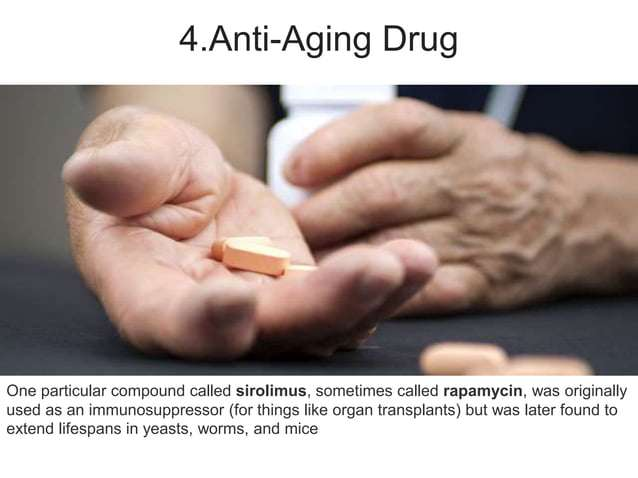 4.Anti-Aging Drug
One particular compound called sirolimus, sometimes called rapamycin, was originally
used as an immunosuppressor (for things like organ transplants) but was later found to
extend lifespans in yeasts, worms, and mice